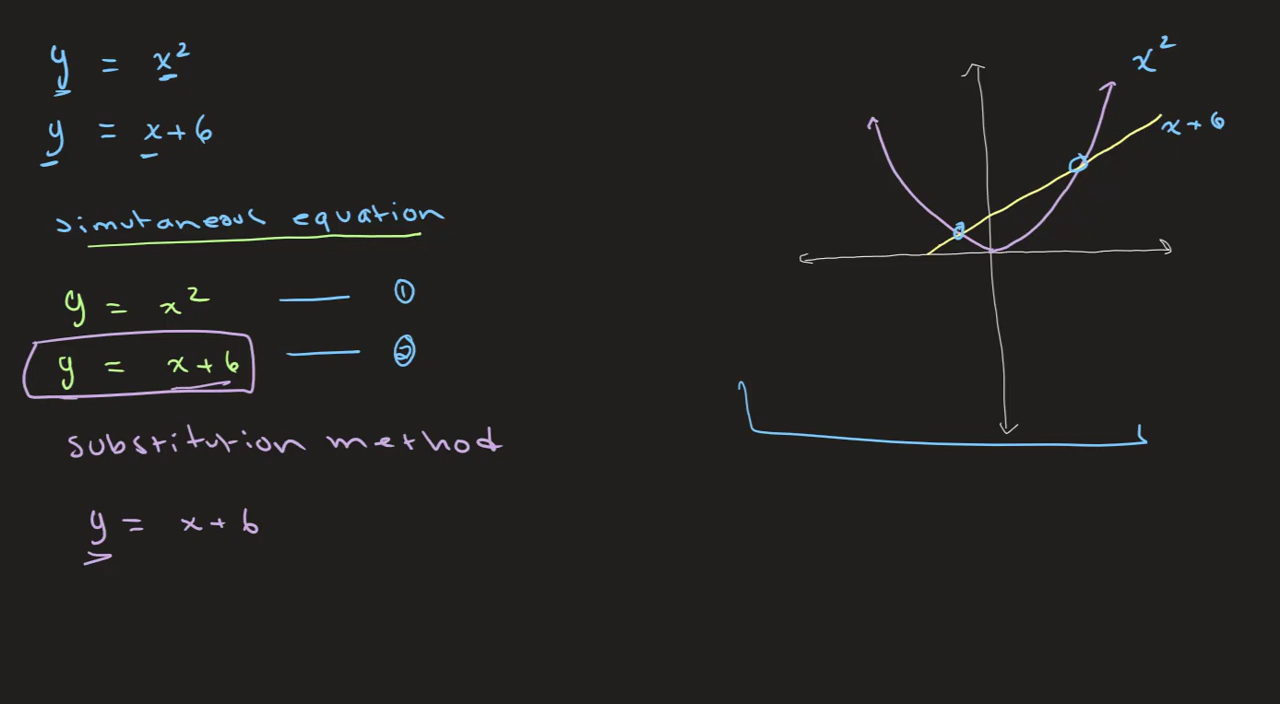 y = x²
y = x + 6
simutaneous equation
y = x² —— ①
y = x + 6 —— ②
substitution method
y = x + 6
x²
x + 6